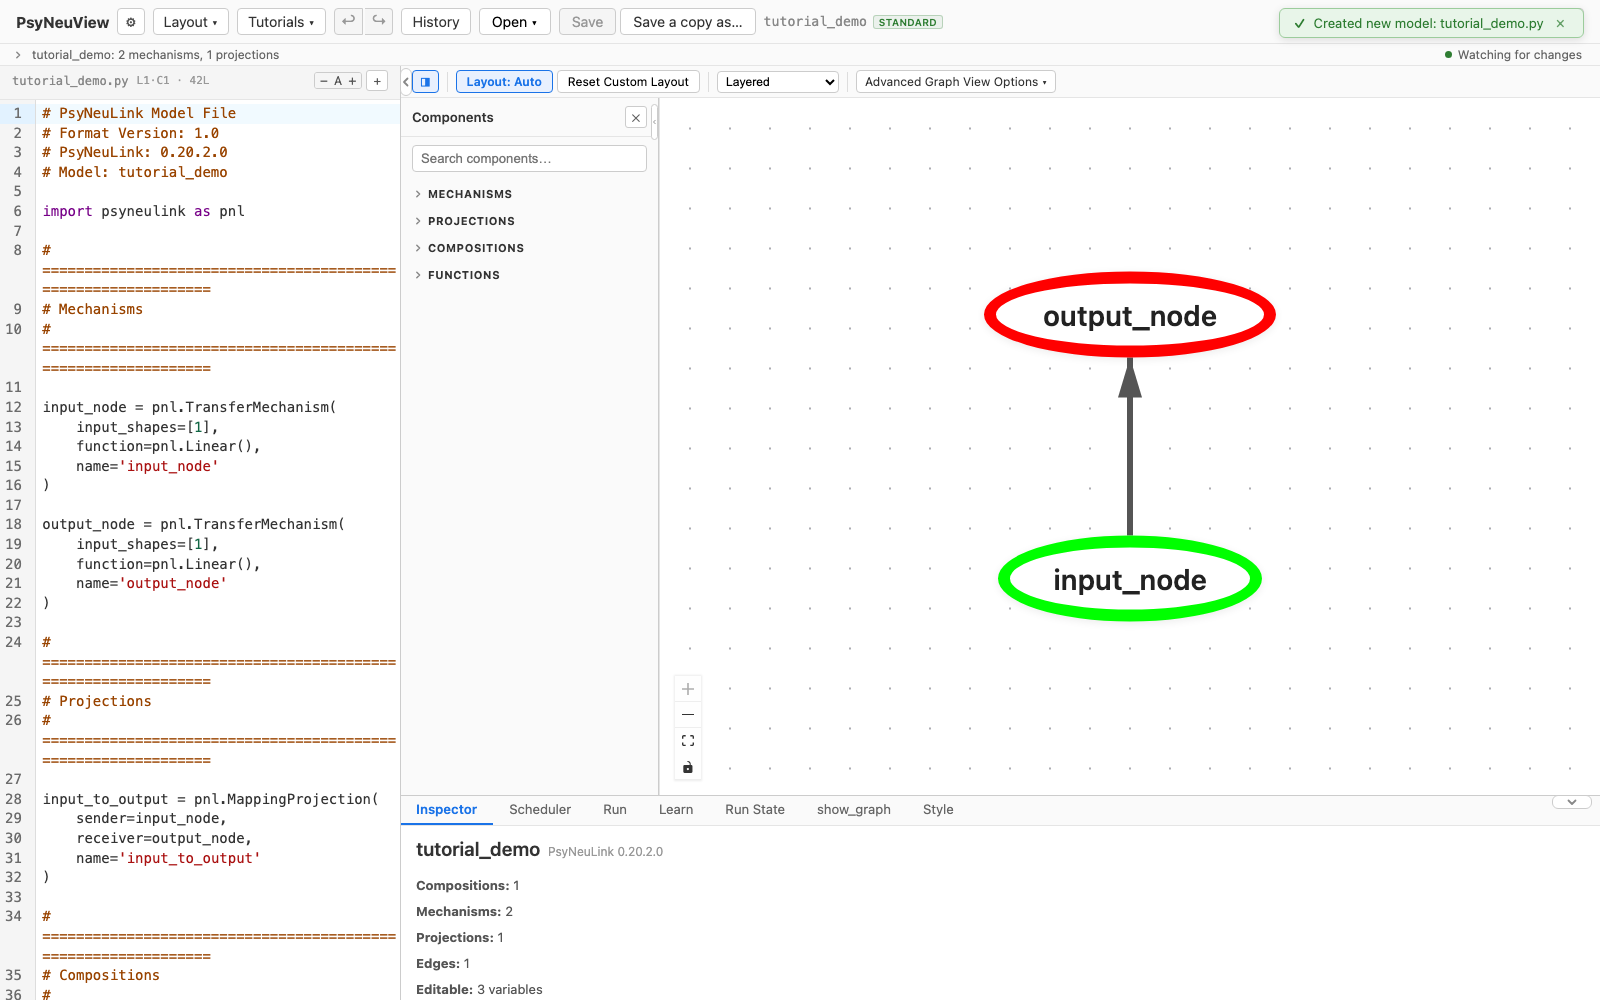 PsyNeuView ⚙ Layout ▾ Tutorials ▾ History Open ▾ Save Save a copy as... tutorial_demo STANDARD
✓ Created new model: tutorial_demo.py ×
tutorial_demo: 2 mechanisms, 1 projections
Watching for changes
tutorial_demo.py L1:C1 · 42L − A + +
Layout: Auto Reset Custom Layout Layered Advanced Graph View Options ▾
1 # PsyNeuLink Model File
2 # Format Version: 1.0
3 # PsyNeuLink: 0.20.2.0
4 # Model: tutorial_demo
5
6 import psyneulink as pnl
7
8 #
==========================================
====================
9 # Mechanisms
10 #
==========================================
====================
11
12 input_node = pnl.TransferMechanism(
13     input_shapes=[1],
14     function=pnl.Linear(),
15     name='input_node'
16 )
17
18 output_node = pnl.TransferMechanism(
19     input_shapes=[1],
20     function=pnl.Linear(),
21     name='output_node'
22 )
23
24 #
==========================================
====================
25 # Projections
26 #
==========================================
====================
27
28 input_to_output = pnl.MappingProjection(
29     sender=input_node,
30     receiver=output_node,
31     name='input_to_output'
32 )
33
34 #
==========================================
====================
35 # Compositions
36 #
Components ×
Search components...
MECHANISMS
PROJECTIONS
COMPOSITIONS
FUNCTIONS
output_node
input_node
Inspector Scheduler Run Learn Run State show_graph Style
tutorial_demo PsyNeuLink 0.20.2.0
Compositions: 1
Mechanisms: 2
Projections: 1
Edges: 1
Editable: 3 variables